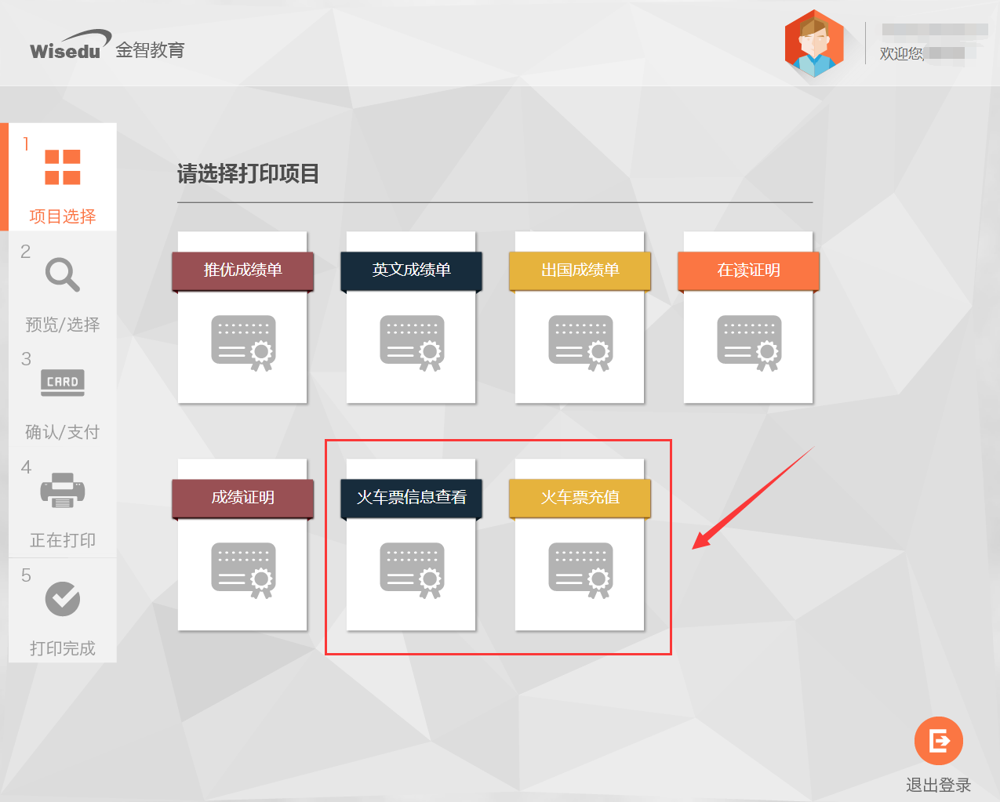 Wisedu 金智教育
欢迎您,
1
项目选择
2
预览/选择
3
CARD
确认/支付
4
正在打印
5
打印完成
请选择打印项目
推优成绩单
英文成绩单
出国成绩单
在读证明
成绩证明
火车票信息查看
火车票充值
退出登录